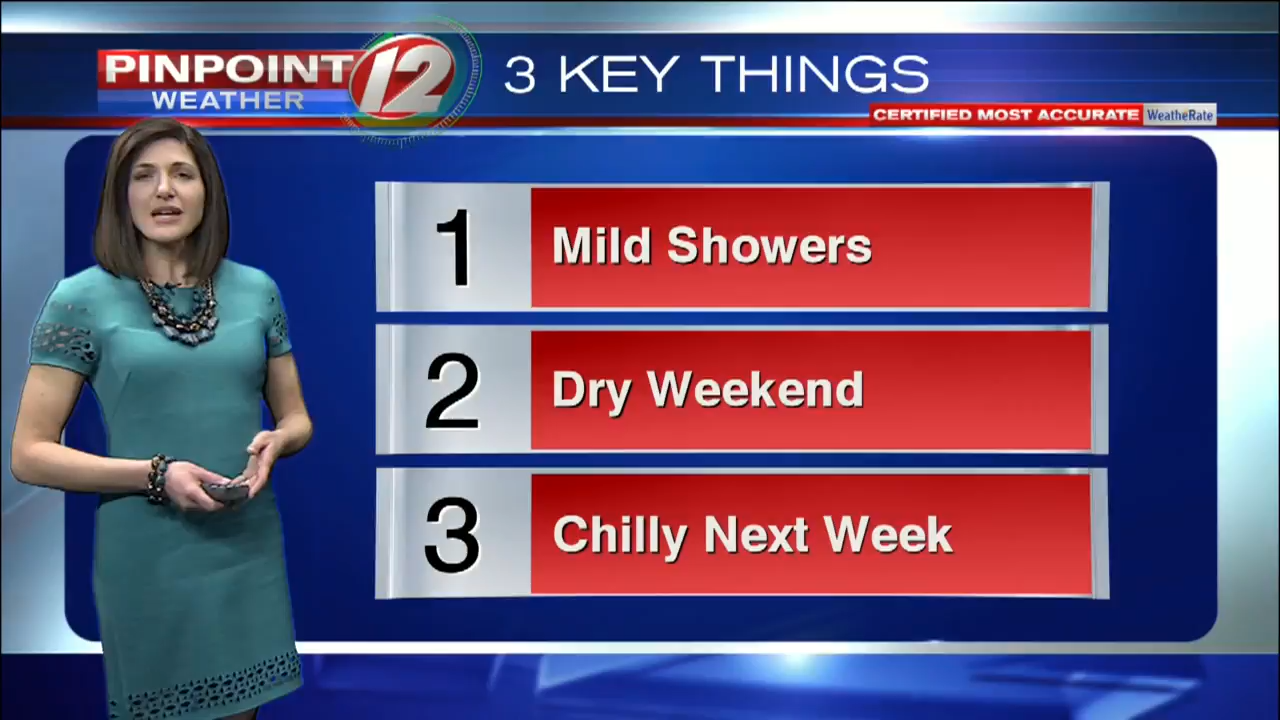 PINPOINT 12
WEATHER
3 KEY THINGS
CERTIFIED MOST ACCURATE WeatheRate
1 Mild Showers
2 Dry Weekend
3 Chilly Next Week